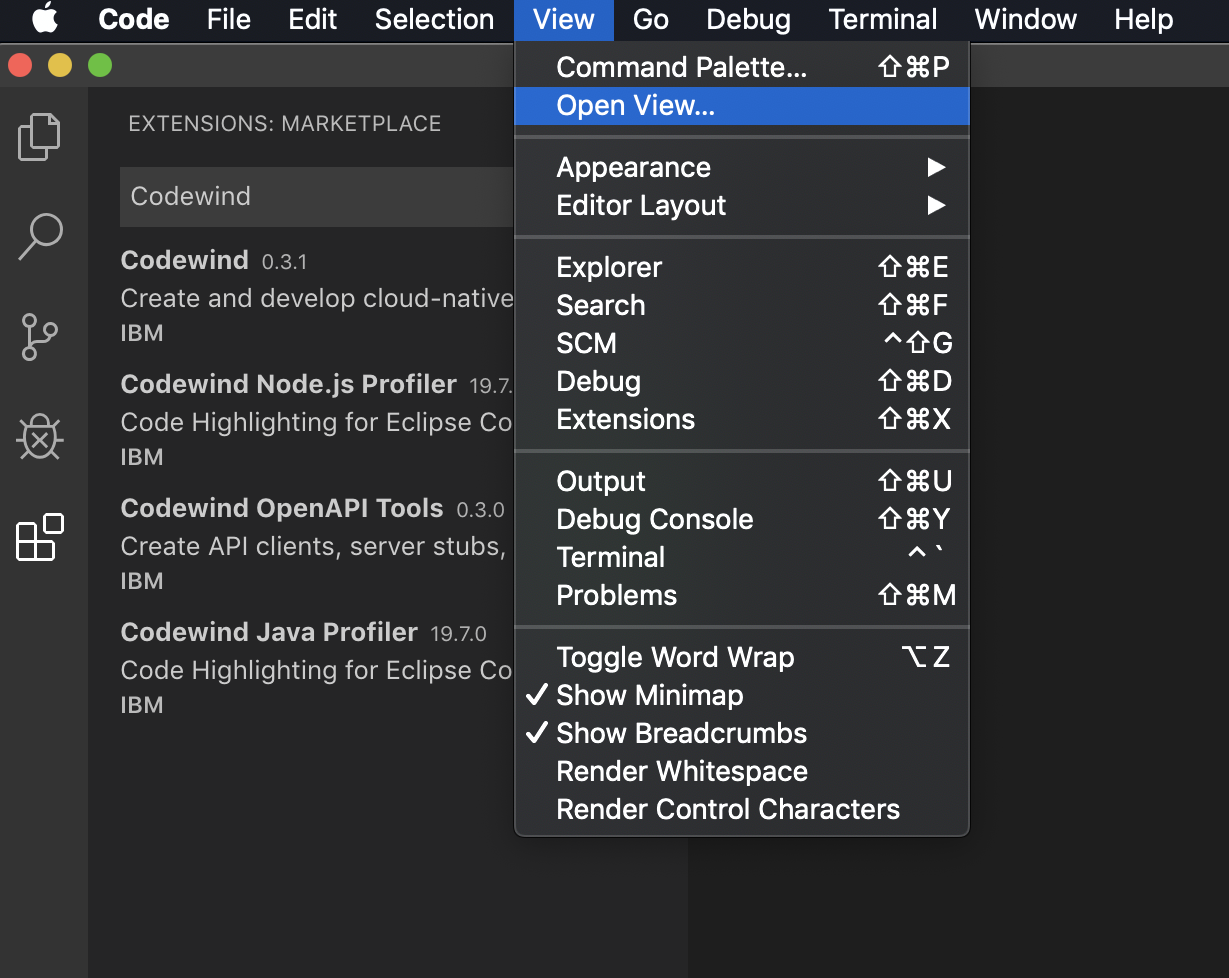 Code File Edit Selection View Go Debug Terminal Window Help
EXTENSIONS: MARKETPLACE
Codewind
Codewind 0.3.1
Create and develop cloud-native
IBM
Codewind Node.js Profiler 19.7.
Code Highlighting for Eclipse Co
IBM
Codewind OpenAPI Tools 0.3.0
Create API clients, server stubs,
IBM
Codewind Java Profiler 19.7.0
Code Highlighting for Eclipse Co
IBM
Command Palette... ⇧⌘P
Open View...
Appearance ▶
Editor Layout ▶
Explorer ⇧⌘E
Search ⇧⌘F
SCM ^⇧G
Debug ⇧⌘D
Extensions ⇧⌘X
Output ⇧⌘U
Debug Console ⇧⌘Y
Terminal ^`
Problems ⇧⌘M
Toggle Word Wrap ⌥Z
✓ Show Minimap
✓ Show Breadcrumbs
Render Whitespace
Render Control Characters